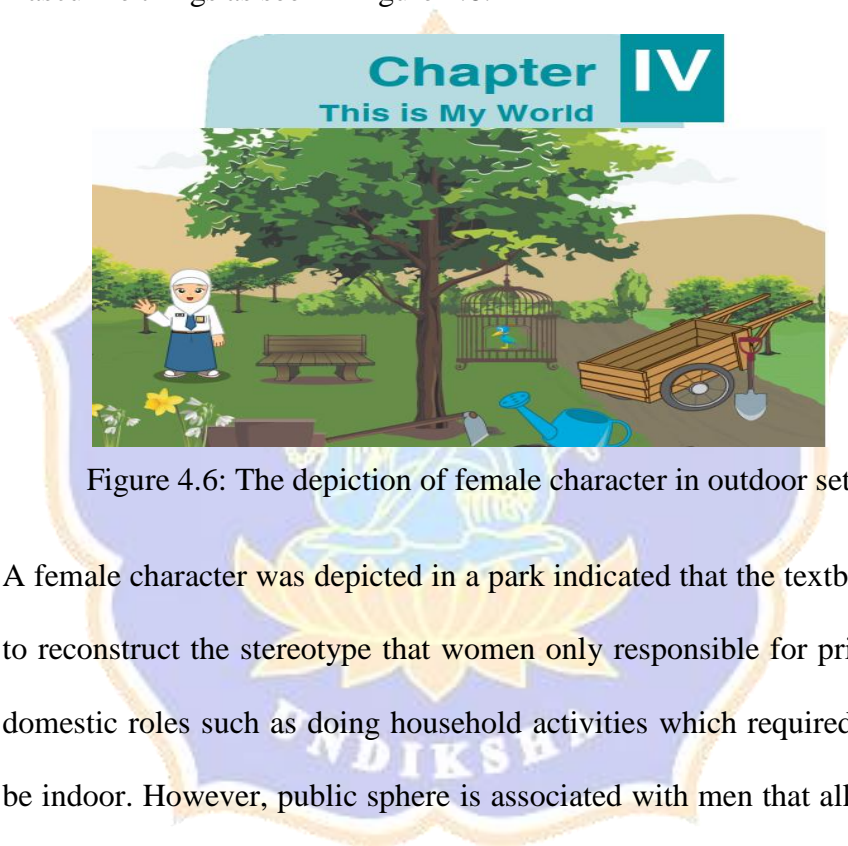 Chapter IV
This is My World
Figure 4.6: The depiction of female character in outdoor set
A female character was depicted in a park indicated that the textb
to reconstruct the stereotype that women only responsible for pri
domestic roles such as doing household activities which required
be indoor. However, public sphere is associated with men that all
UNDIKSHA